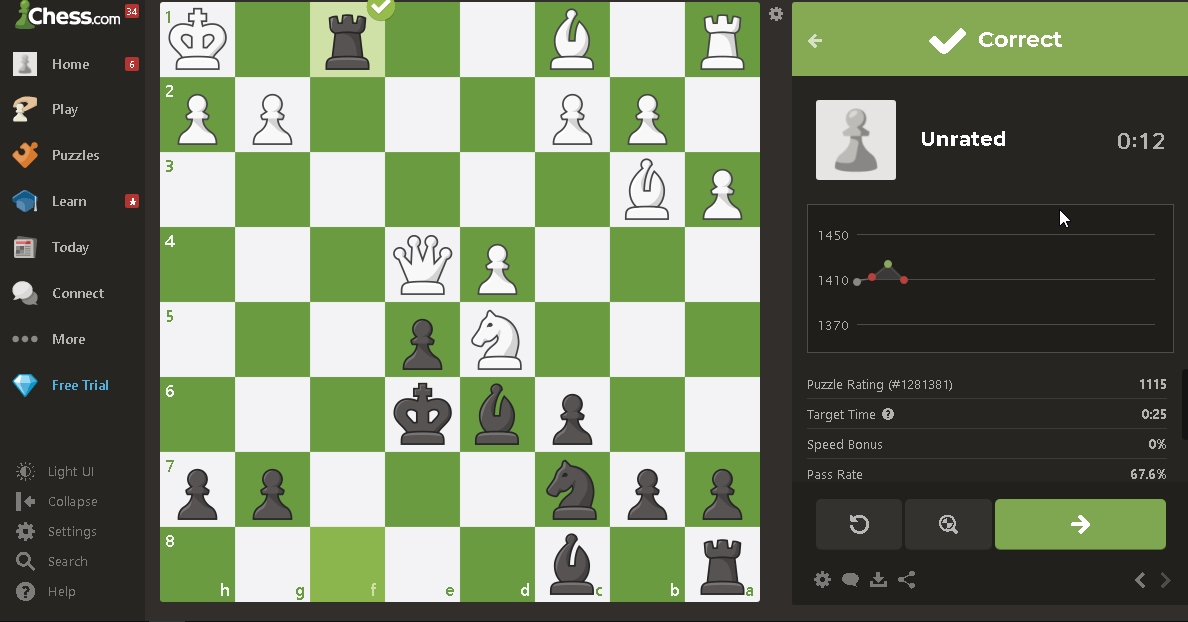 Chess.com 34
Home 6
Play
Puzzles
Learn
Today
Connect
More
Free Trial
Light UI
Collapse
Settings
Search
Help
1
2
3
4
5
6
7
8
h g f e d c b a
Correct
Unrated 0:12
1450
1410
1370
Puzzle Rating (#1281381) 1115
Target Time ? 0:25
Speed Bonus 0%
Pass Rate 67.6%